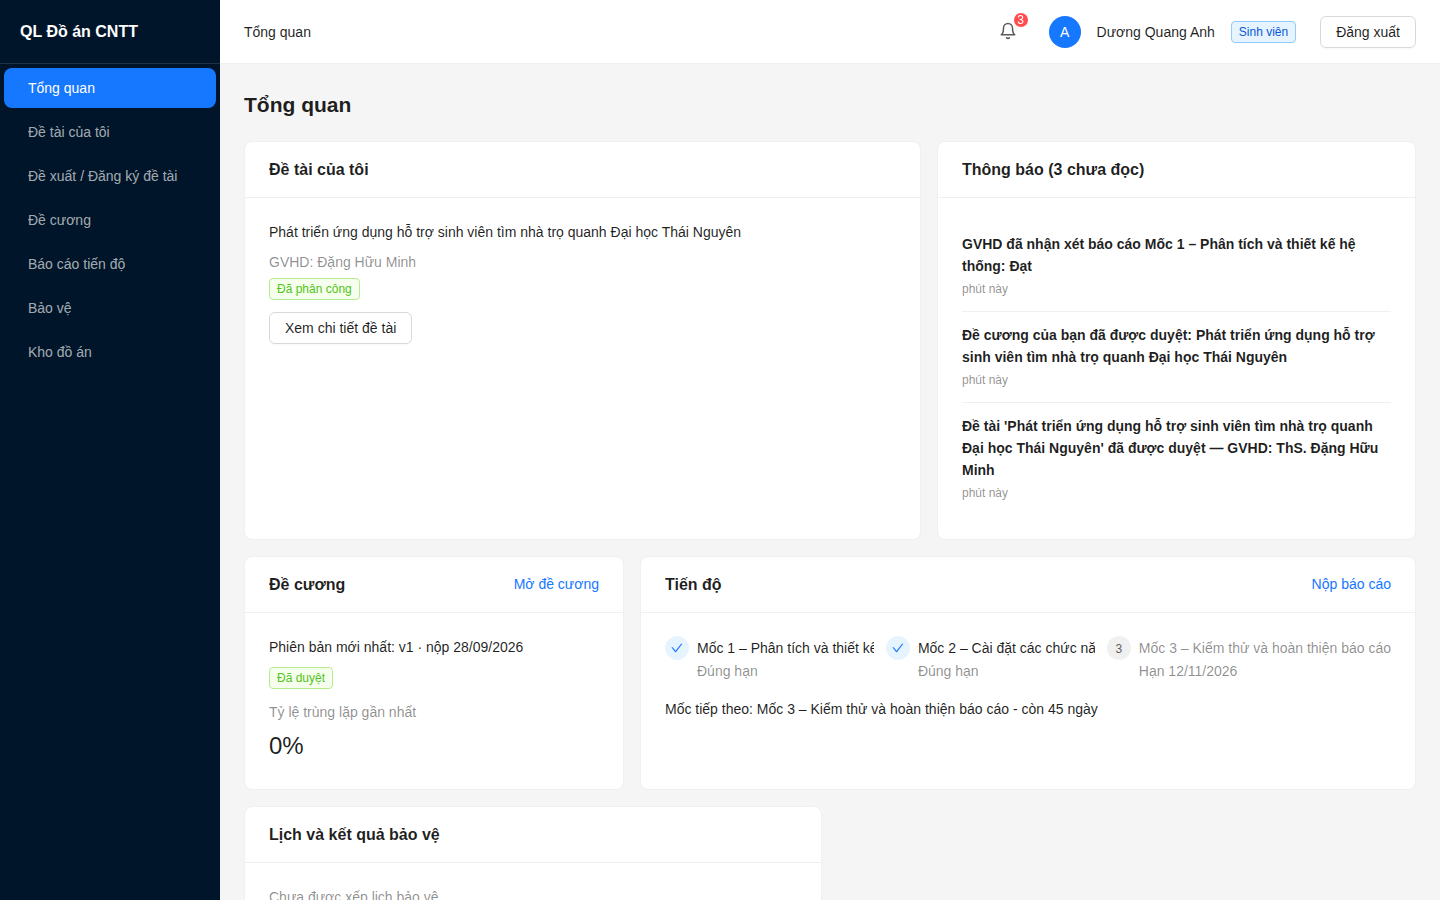 QL Đồ án CNTT
Tổng quan
Đề tài của tôi
Đề xuất / Đăng ký đề tài
Đề cương
Báo cáo tiến độ
Bảo vệ
Kho đồ án
Tổng quan
3
A
Dương Quang Anh
Sinh viên
Đăng xuất
Tổng quan
Đề tài của tôi
Phát triển ứng dụng hỗ trợ sinh viên tìm nhà trọ quanh Đại học Thái Nguyên
GVHD: Đặng Hữu Minh
Đã phân công
Xem chi tiết đề tài
Thông báo (3 chưa đọc)
GVHD đã nhận xét báo cáo Mốc 1 – Phân tích và thiết kế hệ
thống: Đạt
phút này
Đề cương của bạn đã được duyệt: Phát triển ứng dụng hỗ trợ
sinh viên tìm nhà trọ quanh Đại học Thái Nguyên
phút này
Đề tài 'Phát triển ứng dụng hỗ trợ sinh viên tìm nhà trọ quanh
Đại học Thái Nguyên' đã được duyệt — GVHD: ThS. Đặng Hữu
Minh
phút này
Đề cương
Mở đề cương
Phiên bản mới nhất: v1 · nộp 28/09/2026
Đã duyệt
Tỷ lệ trùng lặp gần nhất
0%
Tiến độ
Nộp báo cáo
Mốc 1 – Phân tích và thiết kế
Đúng hạn
Mốc 2 – Cài đặt các chức nă
Đúng hạn
3
Mốc 3 – Kiểm thử và hoàn thiện báo cáo
Hạn 12/11/2026
Mốc tiếp theo: Mốc 3 – Kiểm thử và hoàn thiện báo cáo - còn 45 ngày
Lịch và kết quả bảo vệ
Chưa được xếp lịch bảo vệ